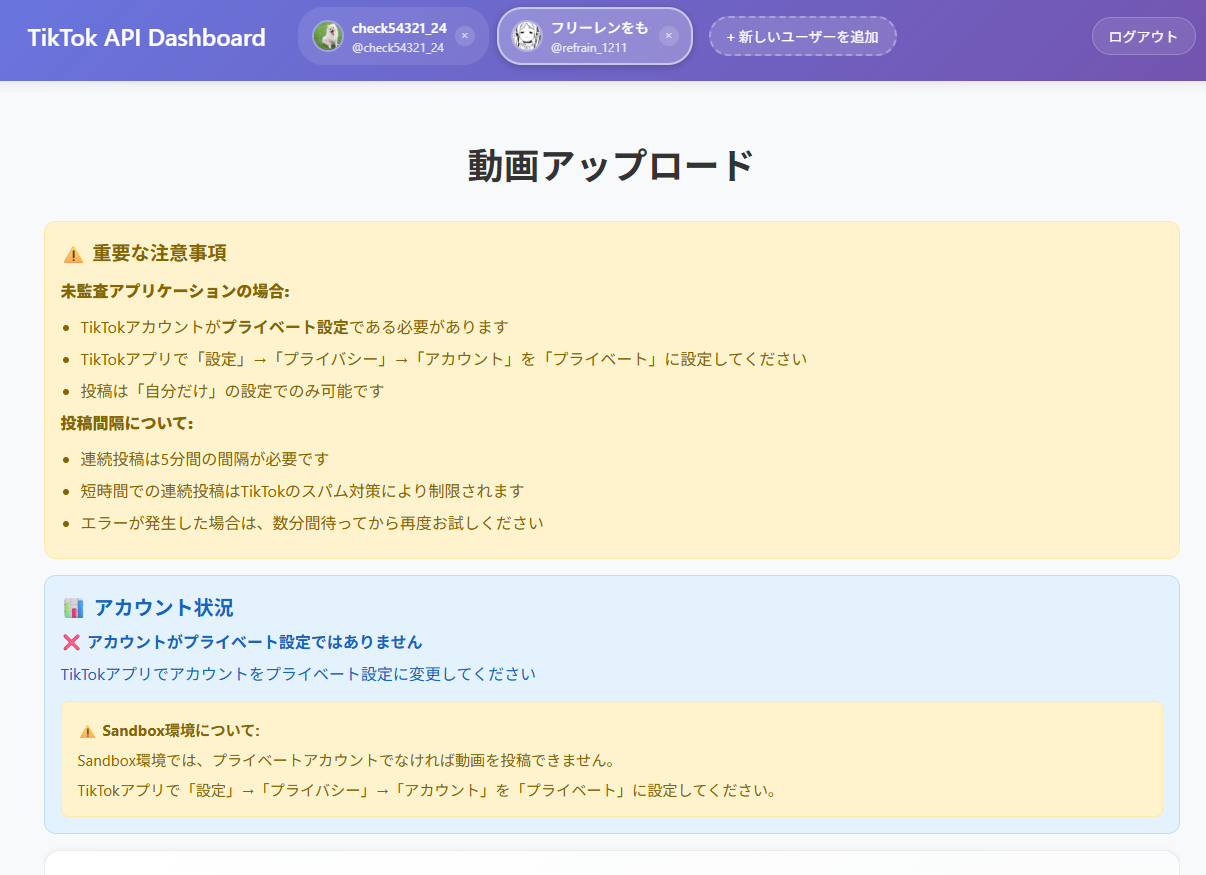 TikTok API Dashboard
check54321_24
@check54321_24
×
フリーレンをも
@refrain_1211
×
+ 新しいユーザーを追加
ログアウト
動画アップロード
重要な注意事項
未監査アプリケーションの場合:
• TikTokアカウントがプライベート設定である必要があります
• TikTokアプリで「設定」→「プライバシー」→「アカウント」を「プライベート」に設定してください
• 投稿は「自分だけ」の設定でのみ可能です
投稿間隔について:
• 連続投稿は5分間の間隔が必要です
• 短時間での連続投稿はTikTokのスパム対策により制限されます
• エラーが発生した場合は、数分間待ってから再度お試しください
アカウント状況
アカウントがプライベート設定ではありません
TikTokアプリでアカウントをプライベート設定に変更してください
Sandbox環境について:
Sandbox環境では、プライベートアカウントでなければ動画を投稿できません。
TikTokアプリで「設定」→「プライバシー」→「アカウント」を「プライベート」に設定してください。